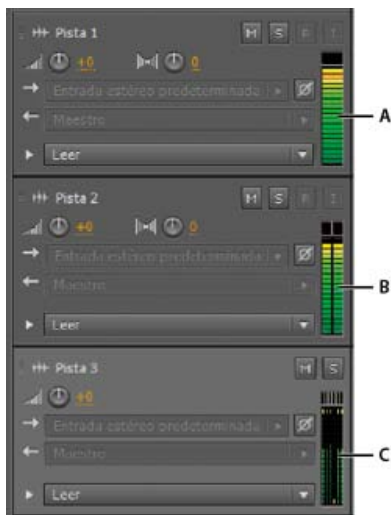 Pista 1 M S R I
+0 0
Entrada estéreo predeterminada
Maestro
Leer
A
Pista 2 M S R I
+0 0
Entrada estéreo predeterminada
Maestro
Leer
B
Pista 3 M S
+0
Entrada estéreo predeterminada
Maestro
Leer
C